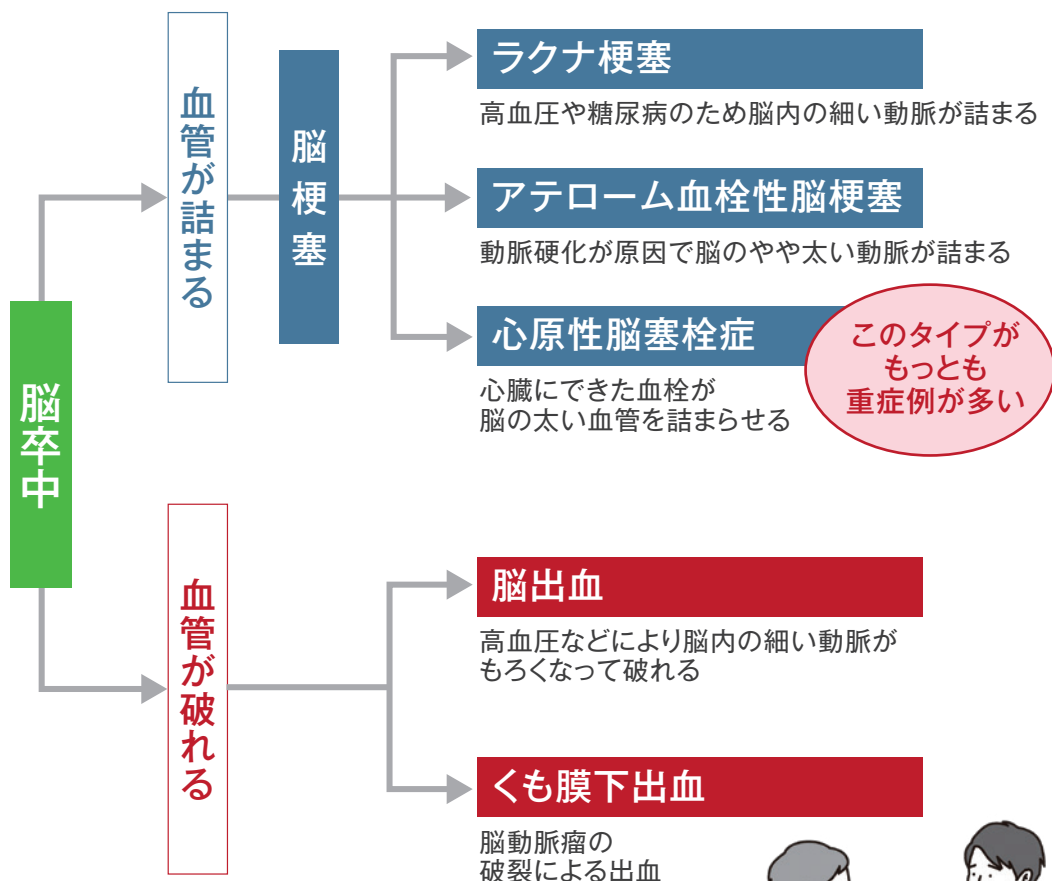 脳卒中
血管が詰まる
脳梗塞
ラクナ梗塞
高血圧や糖尿病のため脳内の細い動脈が詰まる
アテローム血栓性脳梗塞
動脈硬化が原因で脳のやや太い動脈が詰まる
心原性脳塞栓症
心臓にできた血栓が
脳の太い血管を詰まらせる
このタイプが
もっとも
重症例が多い
血管が破れる
脳出血
高血圧などにより脳内の細い動脈が
もろくなって破れる
くも膜下出血
脳動脈瘤の
破裂による出血